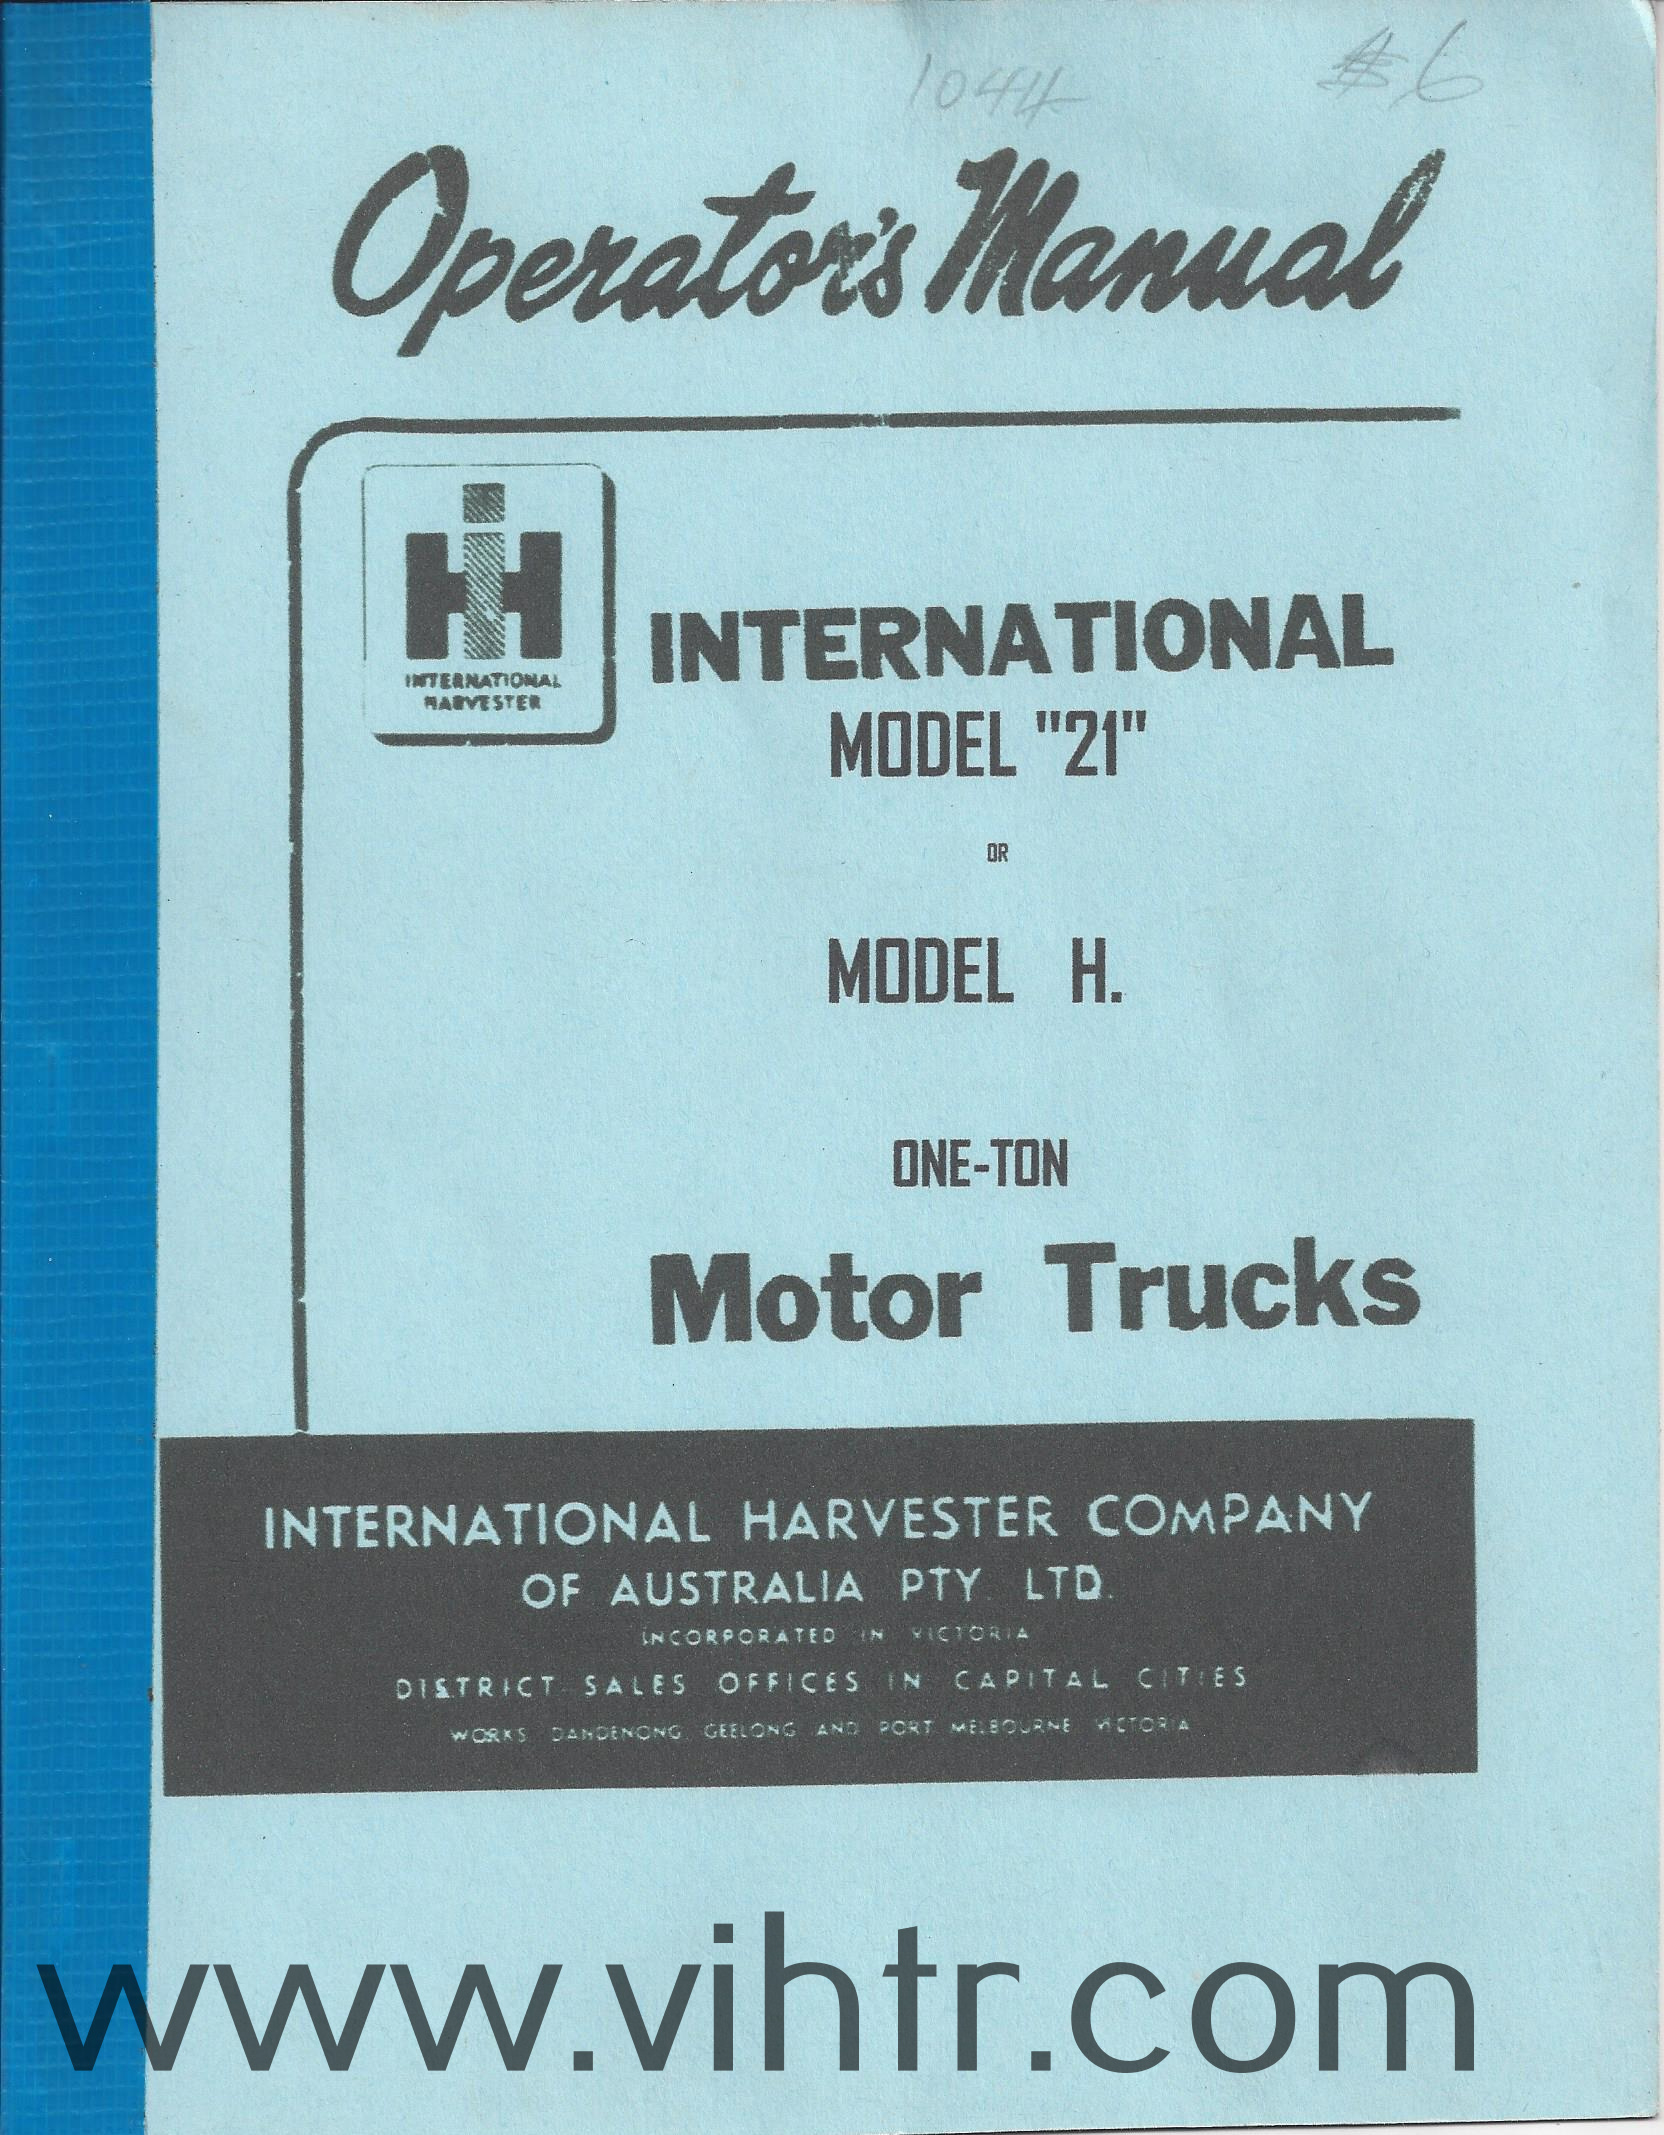 1044 $6
Operator's Manual
IH
INTERNATIONAL
HARVESTER
INTERNATIONAL
MODEL "21"
OR
MODEL H.
ONE-TON
Motor Trucks
INTERNATIONAL HARVESTER COMPANY
OF AUSTRALIA PTY. LTD.
INCORPORATED IN VICTORIA
DISTRICT SALES OFFICES IN CAPITAL CITIES
WORKS DANDENONG, GEELONG AND PORT MELBOURNE VICTORIA
www.vihtr.com